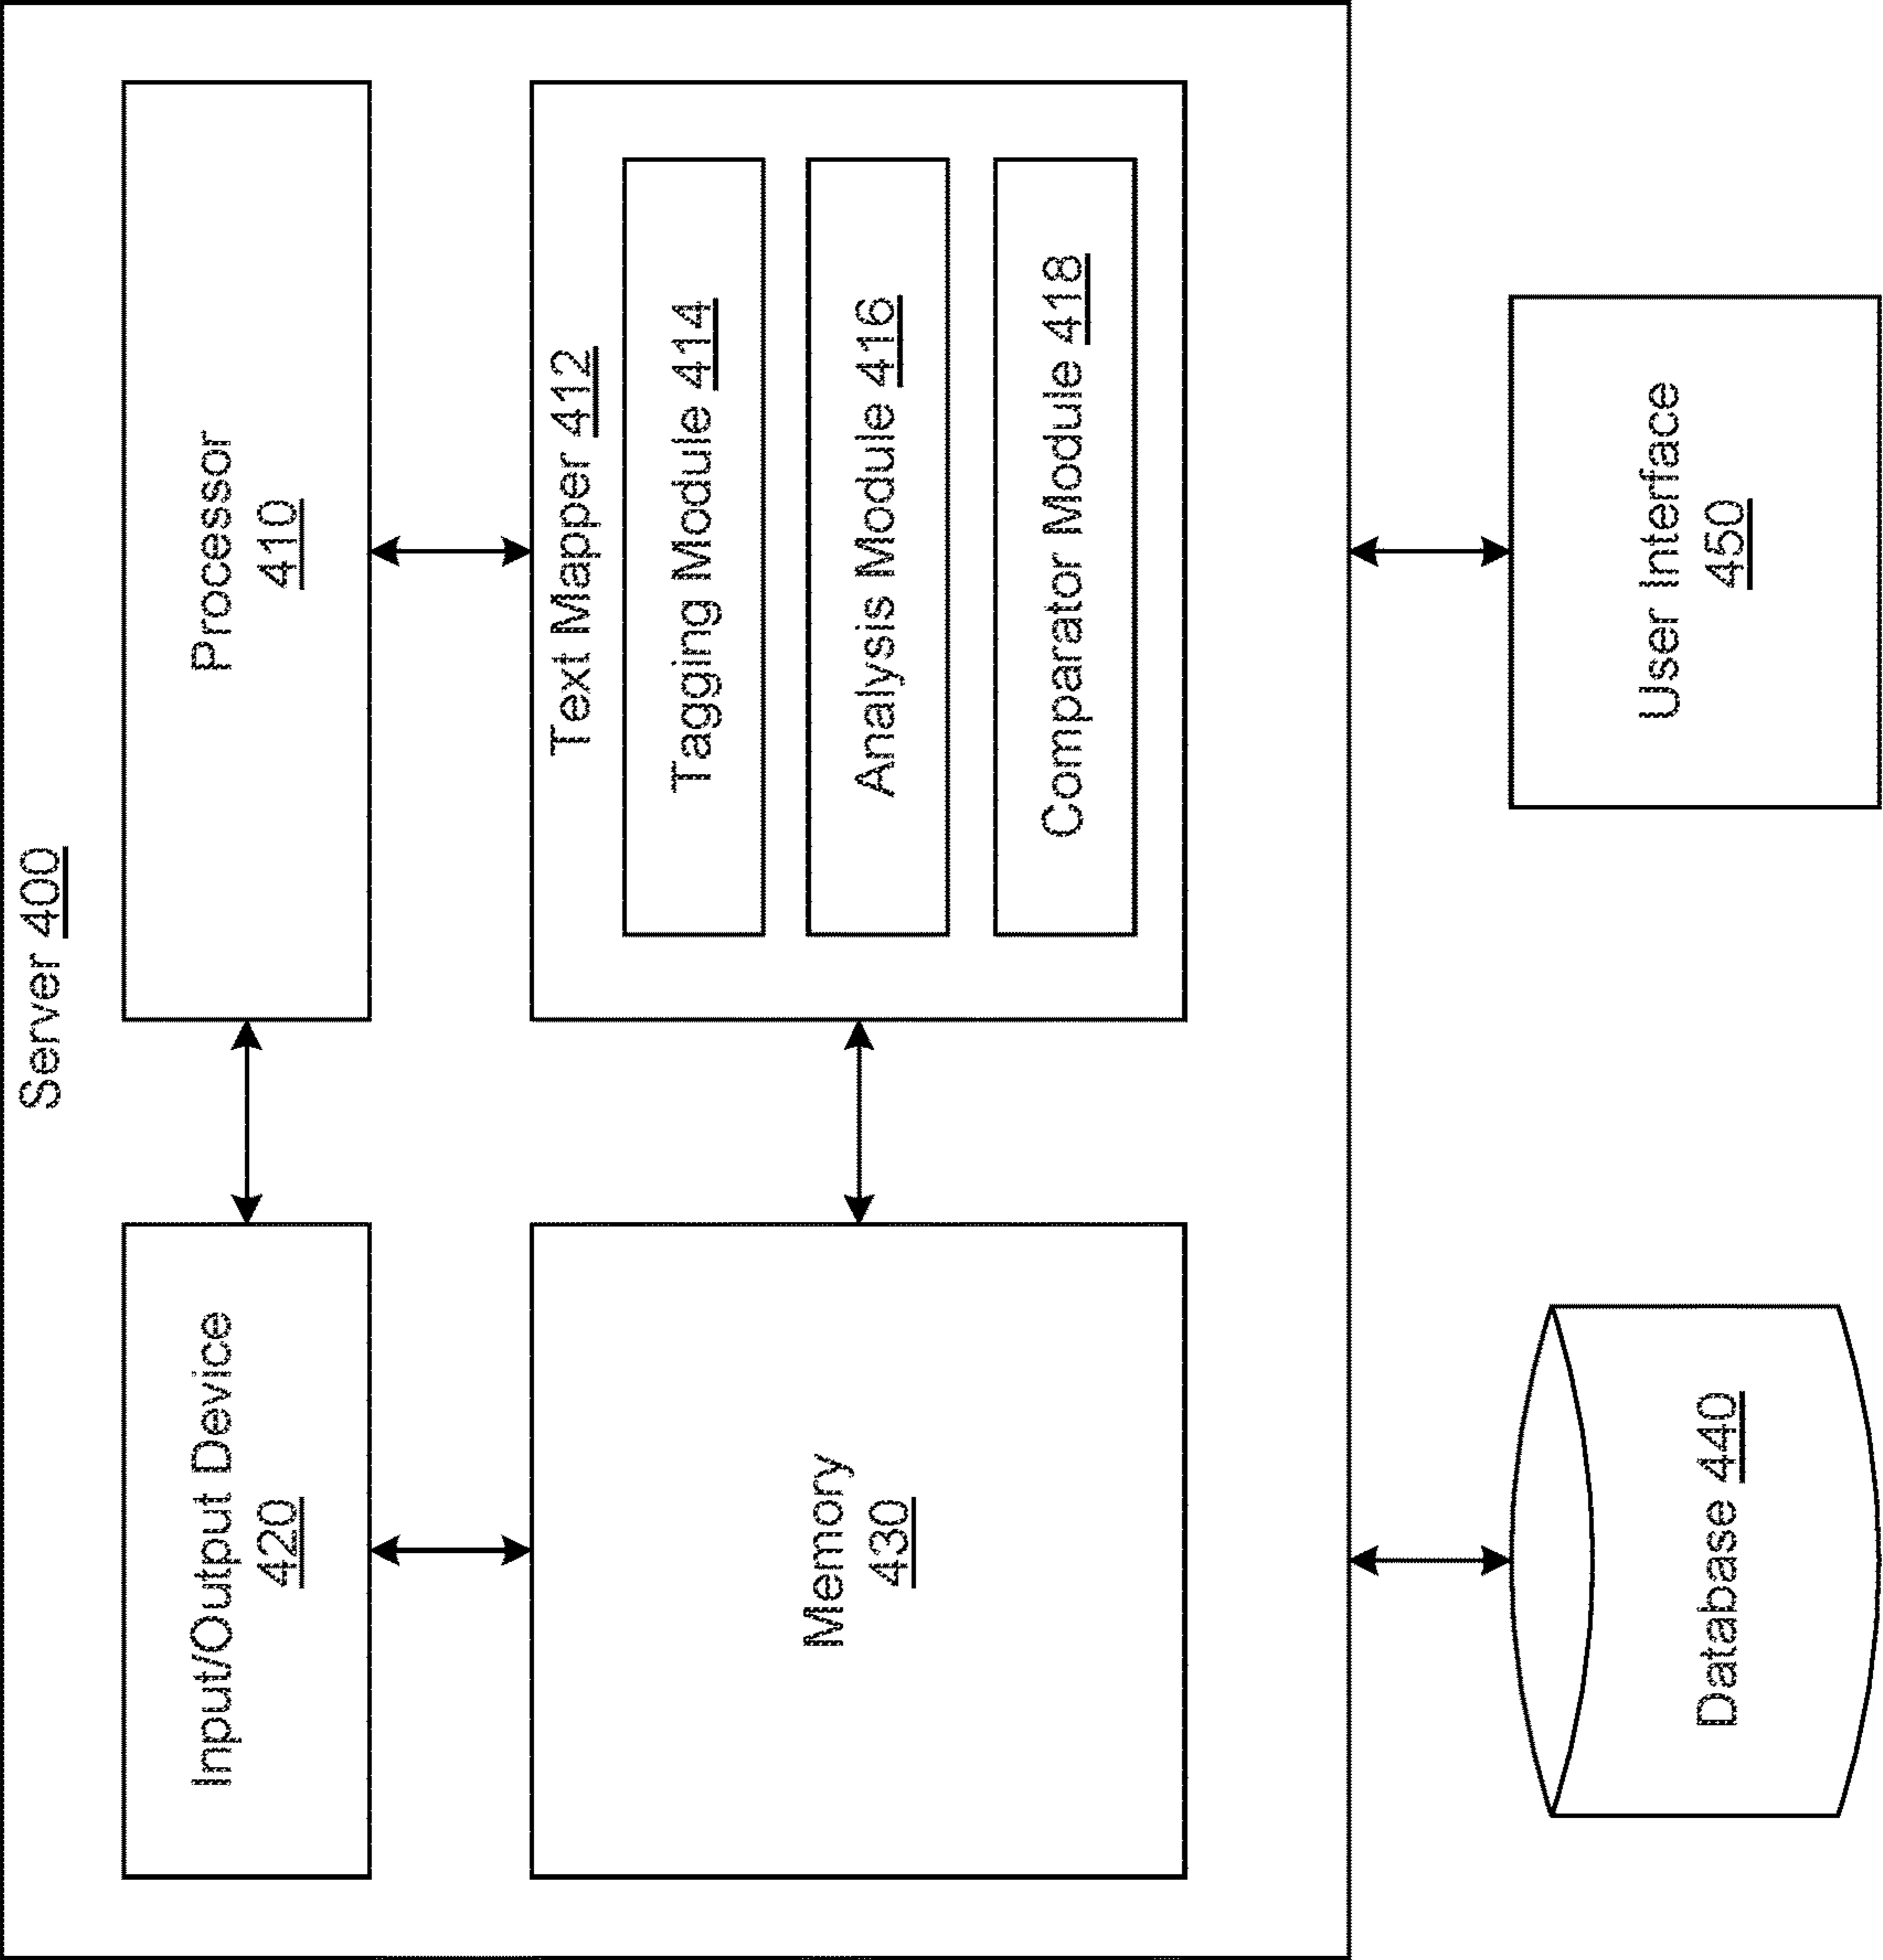 Server 400
Input/Output Device
420
Processor
410
Memory
430
Text Mapper 412
Tagging Module 414
Analysis Module 416
Comparator Module 418
Database 440
User Interface
450